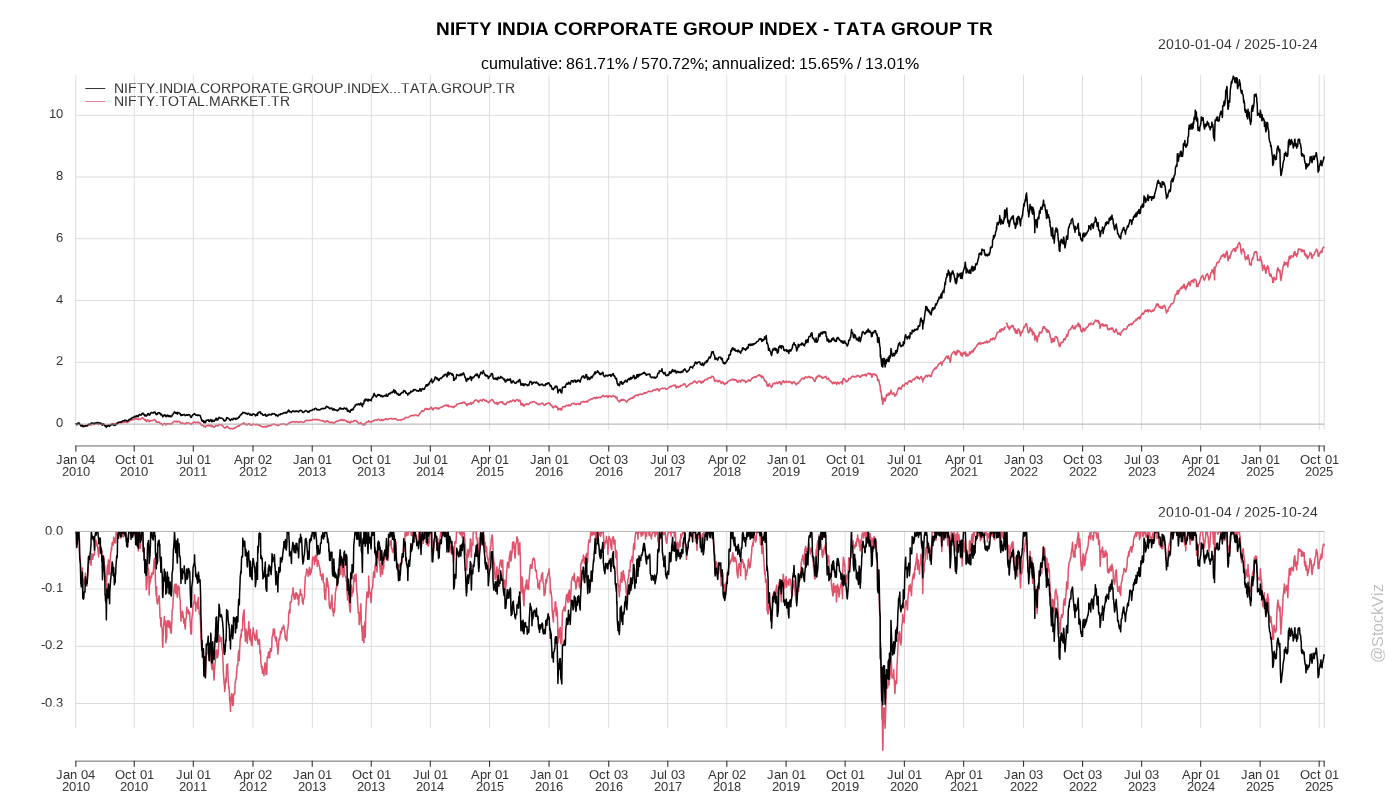 NIFTY INDIA CORPORATE GROUP INDEX - TATA GROUP TR
2010-01-04 / 2025-10-24
cumulative: 861.71% / 570.72%; annualized: 15.65% / 13.01%
NIFTY.INDIA.CORPORATE.GROUP.INDEX...TATA.GROUP.TR
NIFTY.TOTAL.MARKET.TR
10
8
6
4
2
0
Jan 04 Oct 01 Jul 01 Apr 02 Jan 01 Oct 01 Jul 01 Apr 01 Jan 01 Oct 03 Jul 03 Apr 02 Jan 01 Oct 01 Jul 01 Apr 01 Jan 03 Oct 03 Jul 03 Apr 01 Jan 01 Oct 01
2010 2010 2011 2012 2013 2013 2014 2015 2016 2016 2017 2018 2019 2019 2020 2021 2022 2022 2023 2024 2025 2025
2010-01-04 / 2025-10-24
0.0
-0.1
-0.2
-0.3
Jan 04 Oct 01 Jul 01 Apr 02 Jan 01 Oct 01 Jul 01 Apr 01 Jan 01 Oct 03 Jul 03 Apr 02 Jan 01 Oct 01 Jul 01 Apr 01 Jan 03 Oct 03 Jul 03 Apr 01 Jan 01 Oct 01
2010 2010 2011 2012 2013 2013 2014 2015 2016 2016 2017 2018 2019 2019 2020 2021 2022 2022 2023 2024 2025 2025
@StockViz